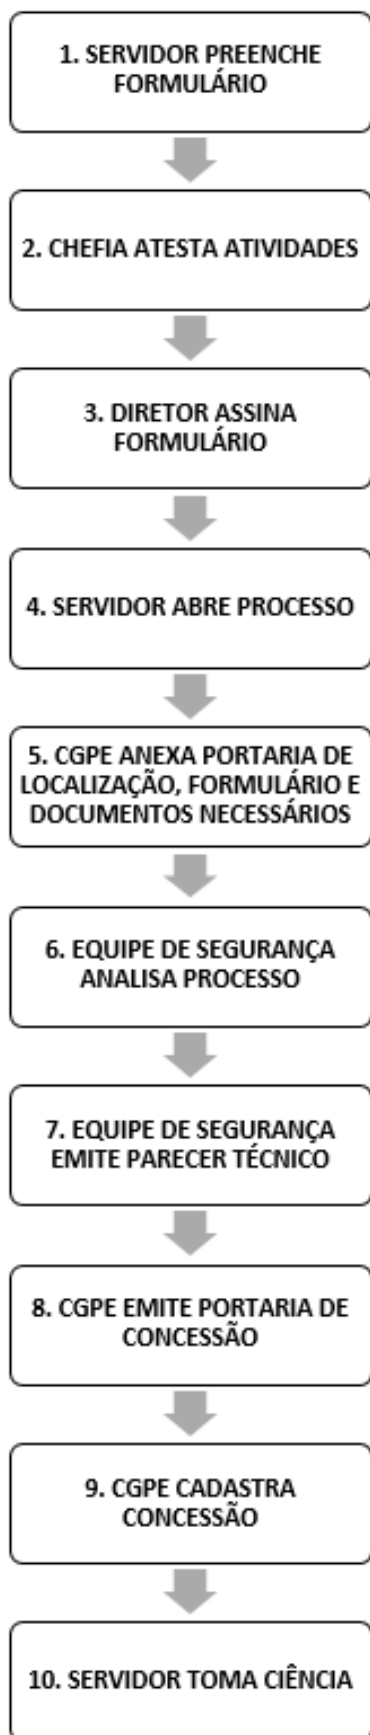 1. SERVIDOR PREENCHE
FORMULÁRIO
2. CHEFIA ATESTA ATIVIDADES
3. DIRETOR ASSINA
FORMULÁRIO
4. SERVIDOR ABRE PROCESSO
5. CGPE ANEXA PORTARIA DE
LOCALIZAÇÃO, FORMULÁRIO E
DOCUMENTOS NECESSÁRIOS
6. EQUIPE DE SEGURANÇA
ANALISA PROCESSO
7. EQUIPE DE SEGURANÇA
EMITE PARECER TÉCNICO
8. CGPE EMITE PORTARIA DE
CONCESSÃO
9. CGPE CADASTRA
CONCESSÃO
10. SERVIDOR TOMA CIÊNCIA